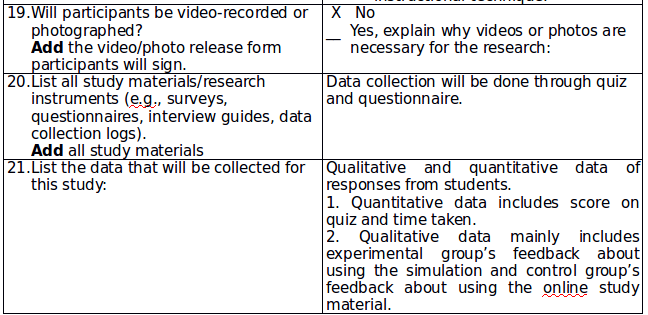 instructional technique.
19.Will participants be video-recorded or
photographed?
Add the video/photo release form
participants will sign.
X No
__ Yes, explain why videos or photos are
necessary for the research:
20.List all study materials/research
instruments (e.g., surveys,
questionnaires, interview guides, data
collection logs).
Add all study materials
Data collection will be done through quiz
and questionnaire.
21.List the data that will be collected for
this study:
Qualitative and quantitative data of
responses from students.
1. Quantitative data includes score on
quiz and time taken.
2. Qualitative data mainly includes
experimental group’s feedback about
using the simulation and control group’s
feedback about using the online study
material.